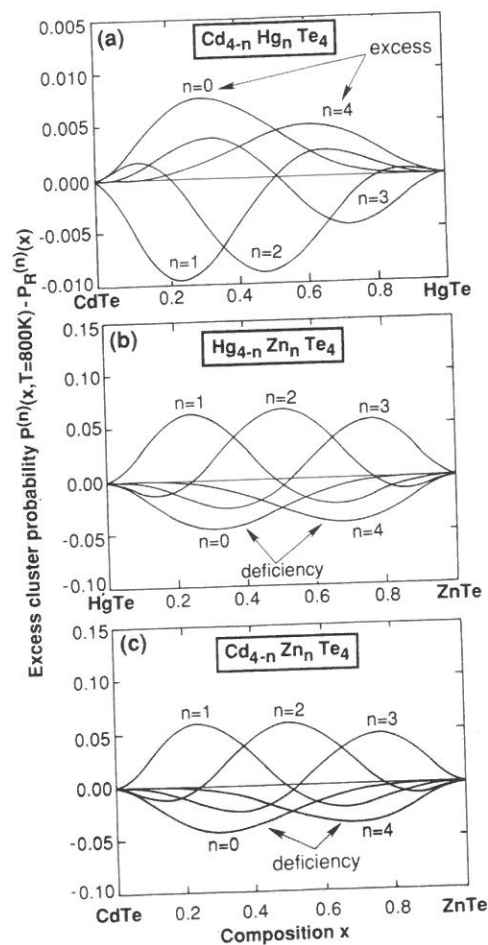 Excess cluster probability P⁽ⁿ⁾(x,T=800K) - P_R⁽ⁿ⁾(x)
0.005
(a)
Cd₄₋ₙ Hgₙ Te₄
excess
0.010
n=0
n=4
0.005
0.000
n=3
-0.005
n=1
n=2
-0.010
CdTe 0.2 0.4 0.6 0.8 HgTe
0.15
(b)
Hg₄₋ₙ Znₙ Te₄
0.10
n=1 n=2 n=3
0.05
0.00
-0.05
n=0 n=4
deficiency
-0.10
HgTe 0.2 0.4 0.6 0.8 ZnTe
0.15
(c)
Cd₄₋ₙ Znₙ Te₄
0.10
n=1 n=2 n=3
0.05
0.00
-0.05
n=0 n=4
deficiency
-0.10
CdTe 0.2 0.4 0.6 0.8 ZnTe
Composition x